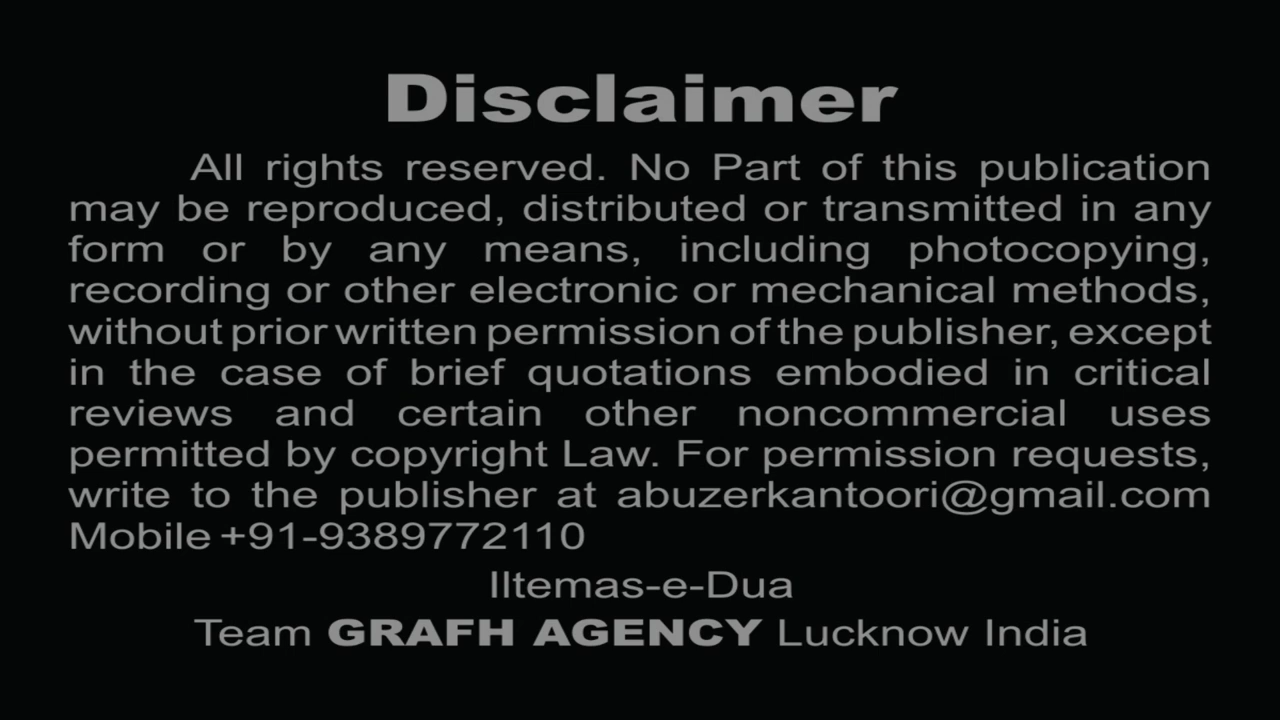 Disclaimer
All rights reserved. No Part of this publication
may be reproduced, distributed or transmitted in any
form or by any means, including photocopying,
recording or other electronic or mechanical methods,
without prior written permission of the publisher, except
in the case of brief quotations embodied in critical
reviews and certain other noncommercial uses
permitted by copyright Law. For permission requests,
write to the publisher at abuzerkantoori@gmail.com
Mobile +91-9389772110
IItemas-e-Dua
Team GRAFH AGENCY Lucknow India